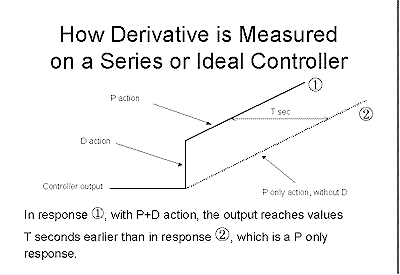 How Derivative is Measured
on a Series or Ideal Controller
①
P action
T sec
②
D action
Controller output
P only action, without D
In response ①, with P+D action, the output reaches values
T seconds earlier than in response ②, which is a P only
response.